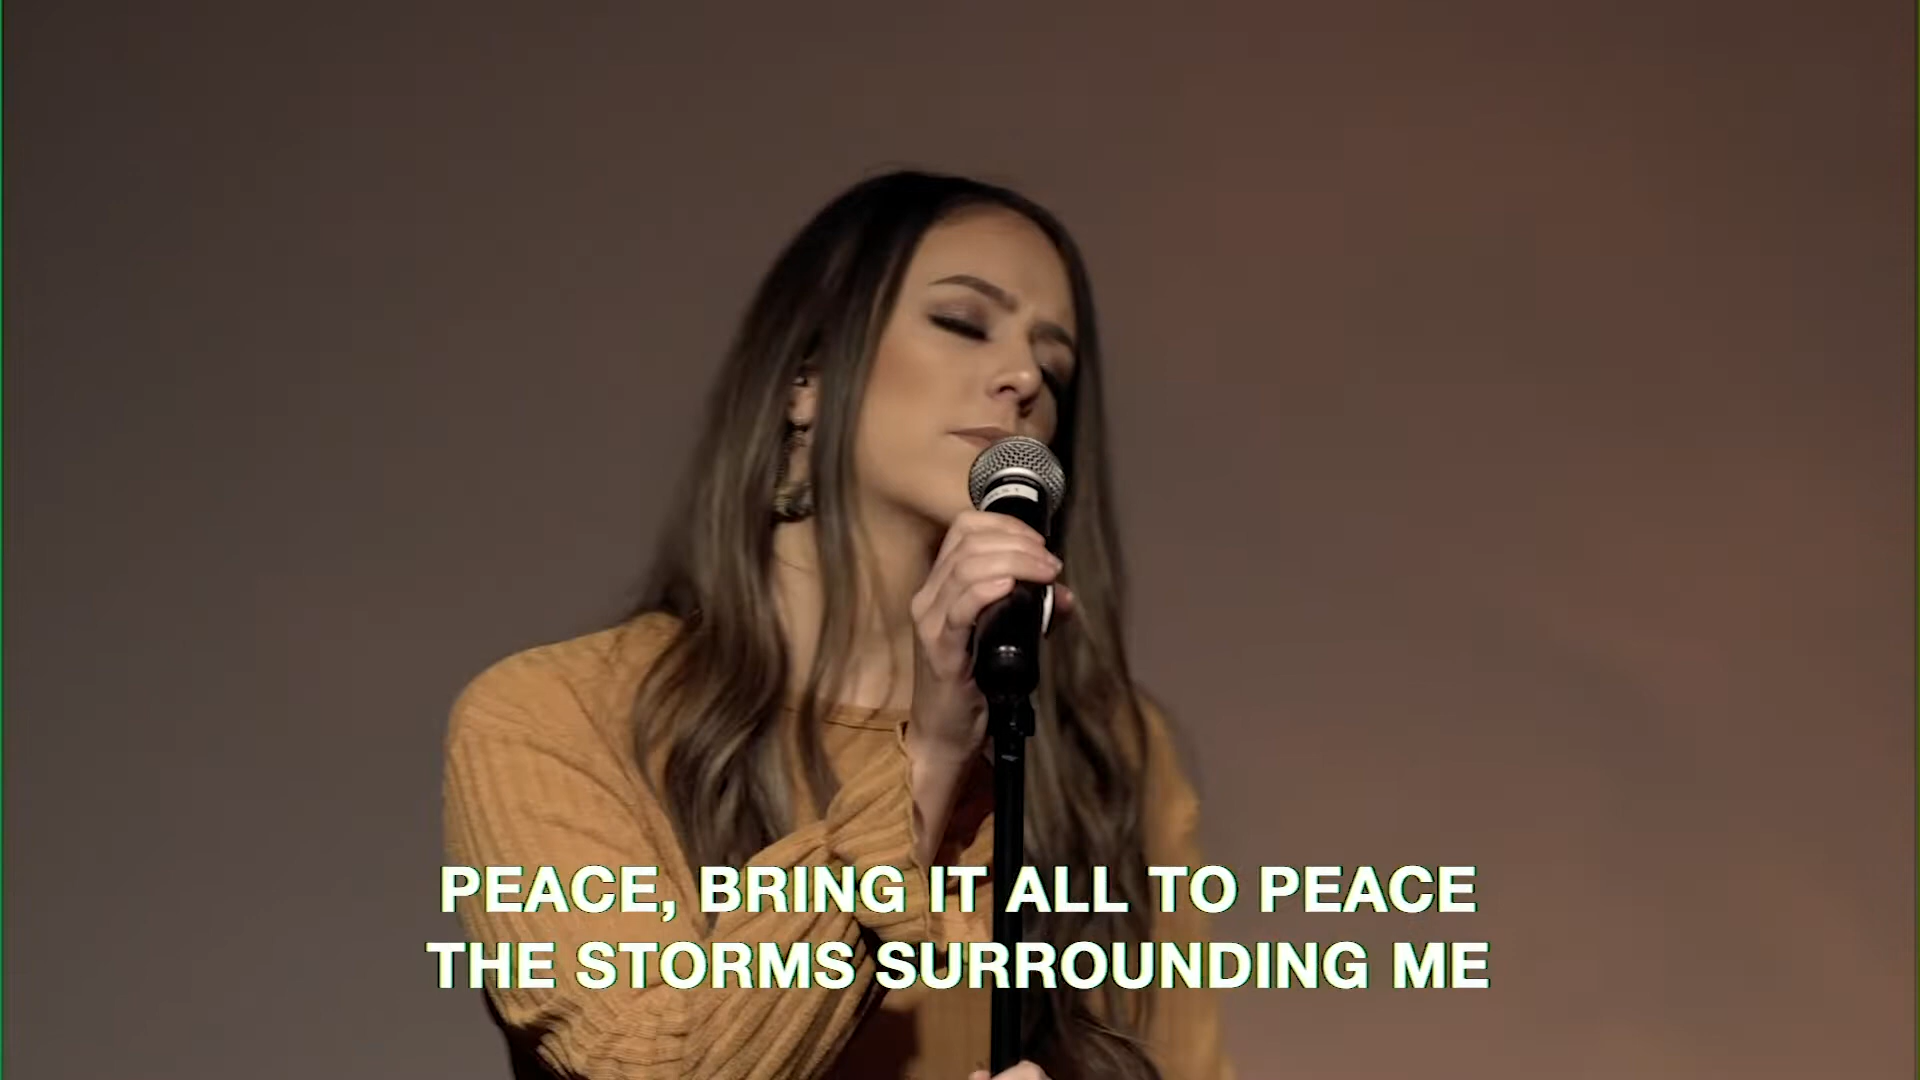 PEACE, BRING IT ALL TO PEACE
THE STORMS SURROUNDING ME